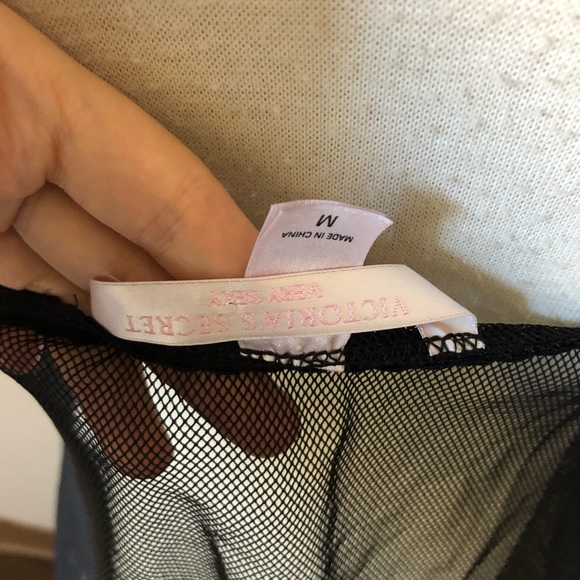 M
MADE IN CHINA
VICTORIA'S SECRET
VERY SEXY